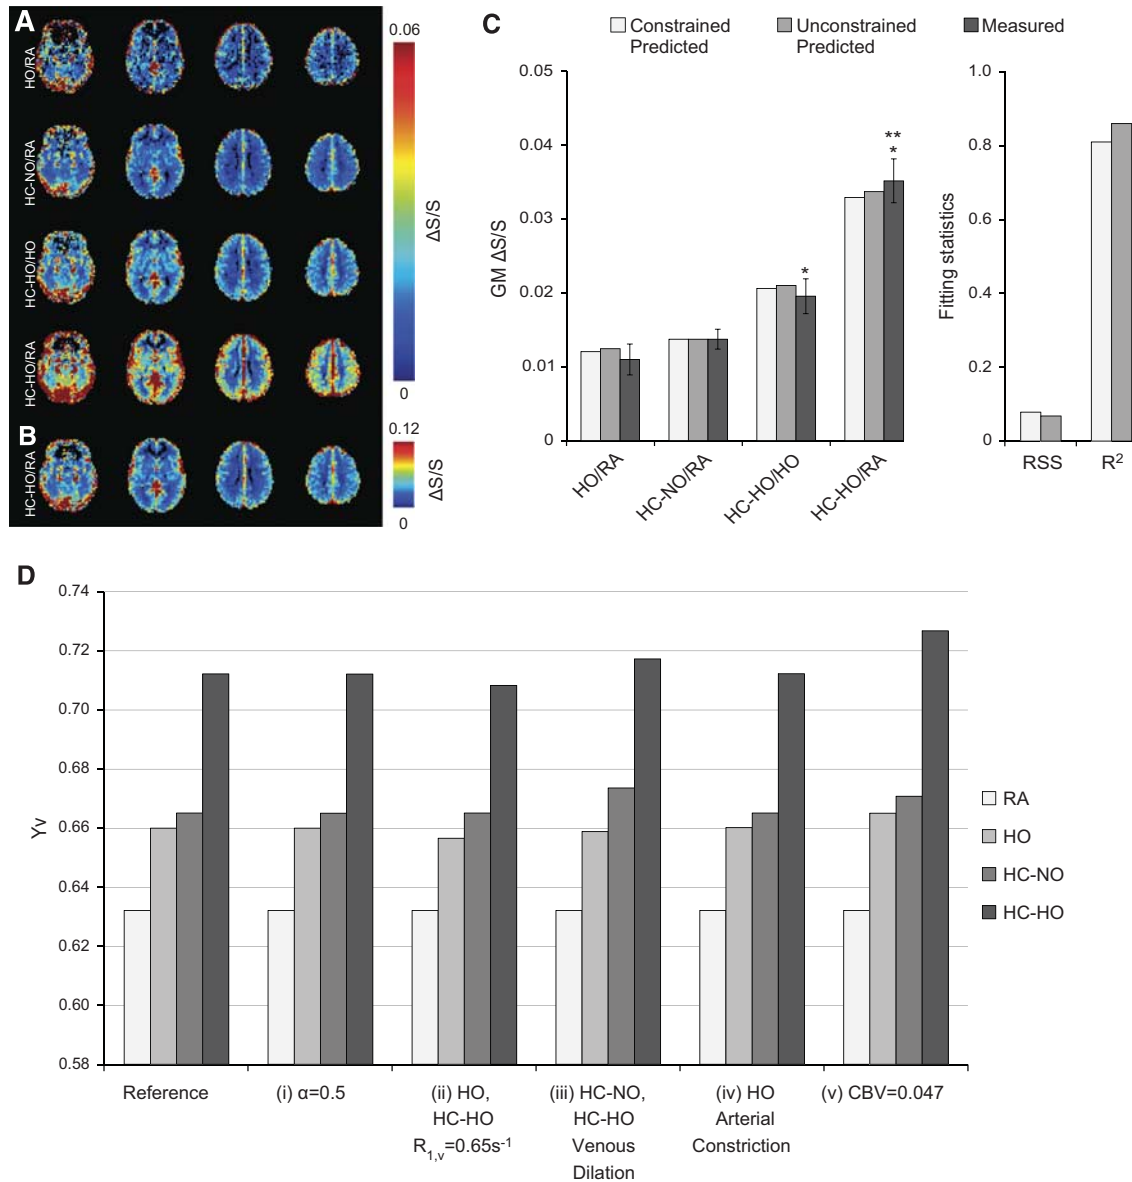 A
HO/RA
HC-NO/RA
HC-HO/HO
HC-HO/RA
0.06
ΔS/S
0
B
HC-HO/RA
0.12
ΔS/S
0
C
Constrained
Predicted
Unconstrained
Predicted
Measured
0.05
0.04
0.03
0.02
0.01
0
GM ΔS/S
*
**
*
HO/RA
HC-NO/RA
HC-HO/HO
HC-HO/RA
1.0
0.8
0.6
0.4
0.2
0
Fitting statistics
RSS
R²
D
0.74
0.72
0.70
0.68
0.66
0.64
0.62
0.60
0.58
Yv
RA
HO
HC-NO
HC-HO
Reference
(i) α=0.5
(ii) HO,
HC-HO
R1,v=0.65s⁻¹
(iii) HC-NO,
HC-HO
Venous
Dilation
(iv) HO
Arterial
Constriction
(v) CBV=0.047